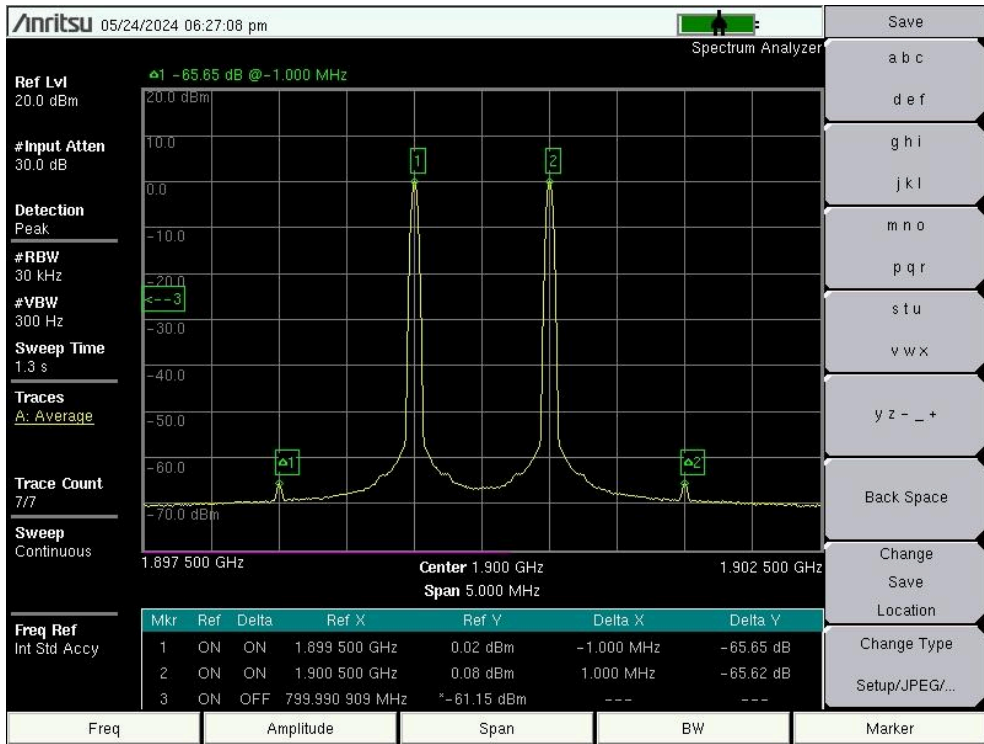 Anritsu 05/24/2024 06:27:08 pm
Spectrum Analyzer
Ref Lvl
20.0 dBm
#Input Atten
30.0 dB
Detection
Peak
#RBW
30 kHz
#VBW
300 Hz
Sweep Time
1.3 s
Traces
A: Average
Trace Count
7/7
Sweep
Continuous
Freq Ref
Int Std Accy
Δ1 -65.65 dB @-1.000 MHz
20.0 dBm
10.0
0.0
-10.0
-20.0
<--3
-30.0
-40.0
-50.0
-60.0
-70.0 dBm
1
2
Δ1
Δ2
1.897 500 GHz
Center 1.900 GHz
1.902 500 GHz
Span 5.000 MHz
Mkr Ref Delta Ref X Ref Y Delta X Delta Y
1 ON ON 1.899 500 GHz 0.02 dBm -1.000 MHz -65.65 dB
2 ON ON 1.900 500 GHz 0.08 dBm 1.000 MHz -65.62 dB
3 ON OFF 799.990 909 MHz *-61.15 dBm --- ---
Save
a b c
d e f
g h i
j k l
m n o
p q r
s t u
v w x
y z - _ +
Back Space
Change
Save
Location
Change Type
Setup/JPEG/...
Freq
Amplitude
Span
BW
Marker